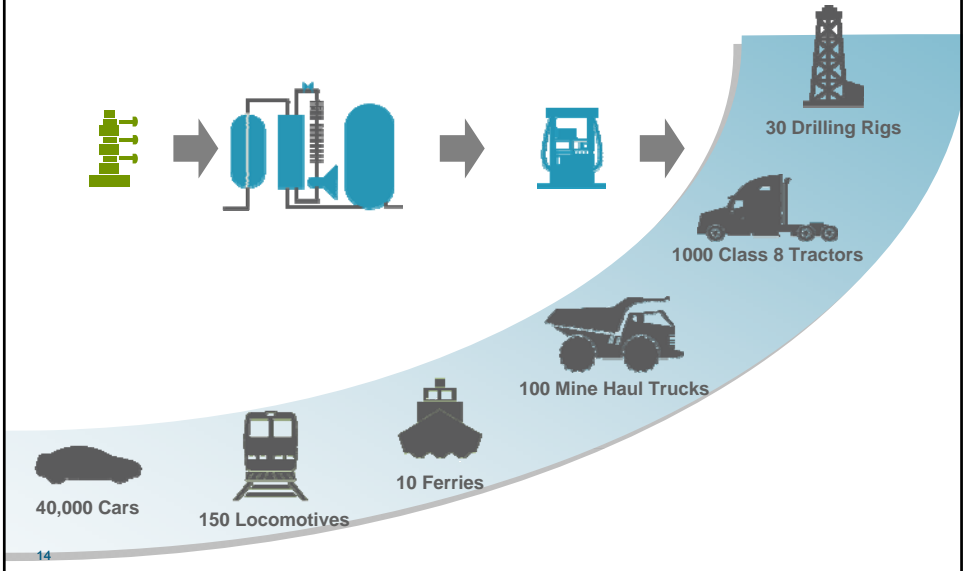 30 Drilling Rigs
1000 Class 8 Tractors
100 Mine Haul Trucks
10 Ferries
40,000 Cars
150 Locomotives
14